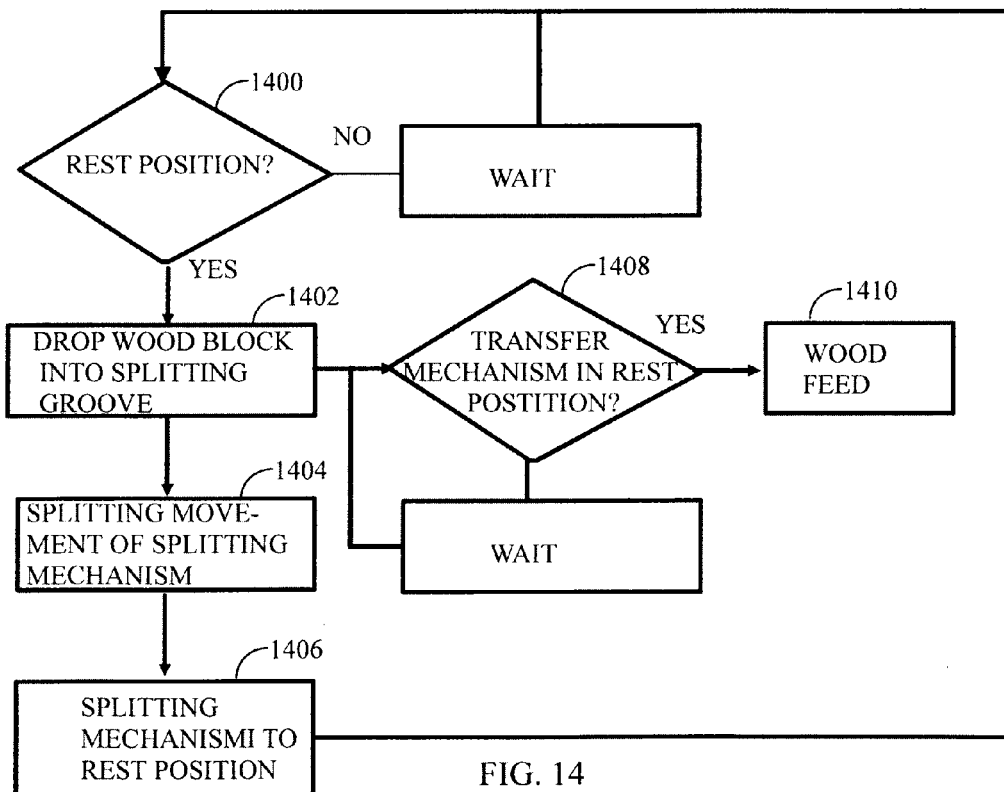 1400
REST POSITION?
NO
WAIT
YES
1402
DROP WOOD BLOCK
INTO SPLITTING
GROOVE
1408
TRANSFER
MECHANISM IN REST
POSTITION?
YES
1410
WOOD
FEED
1404
SPLITTING MOVE-
MENT OF SPLITTING
MECHANISM
WAIT
1406
SPLITTING
MECHANISMI TO
REST POSITION
FIG. 14